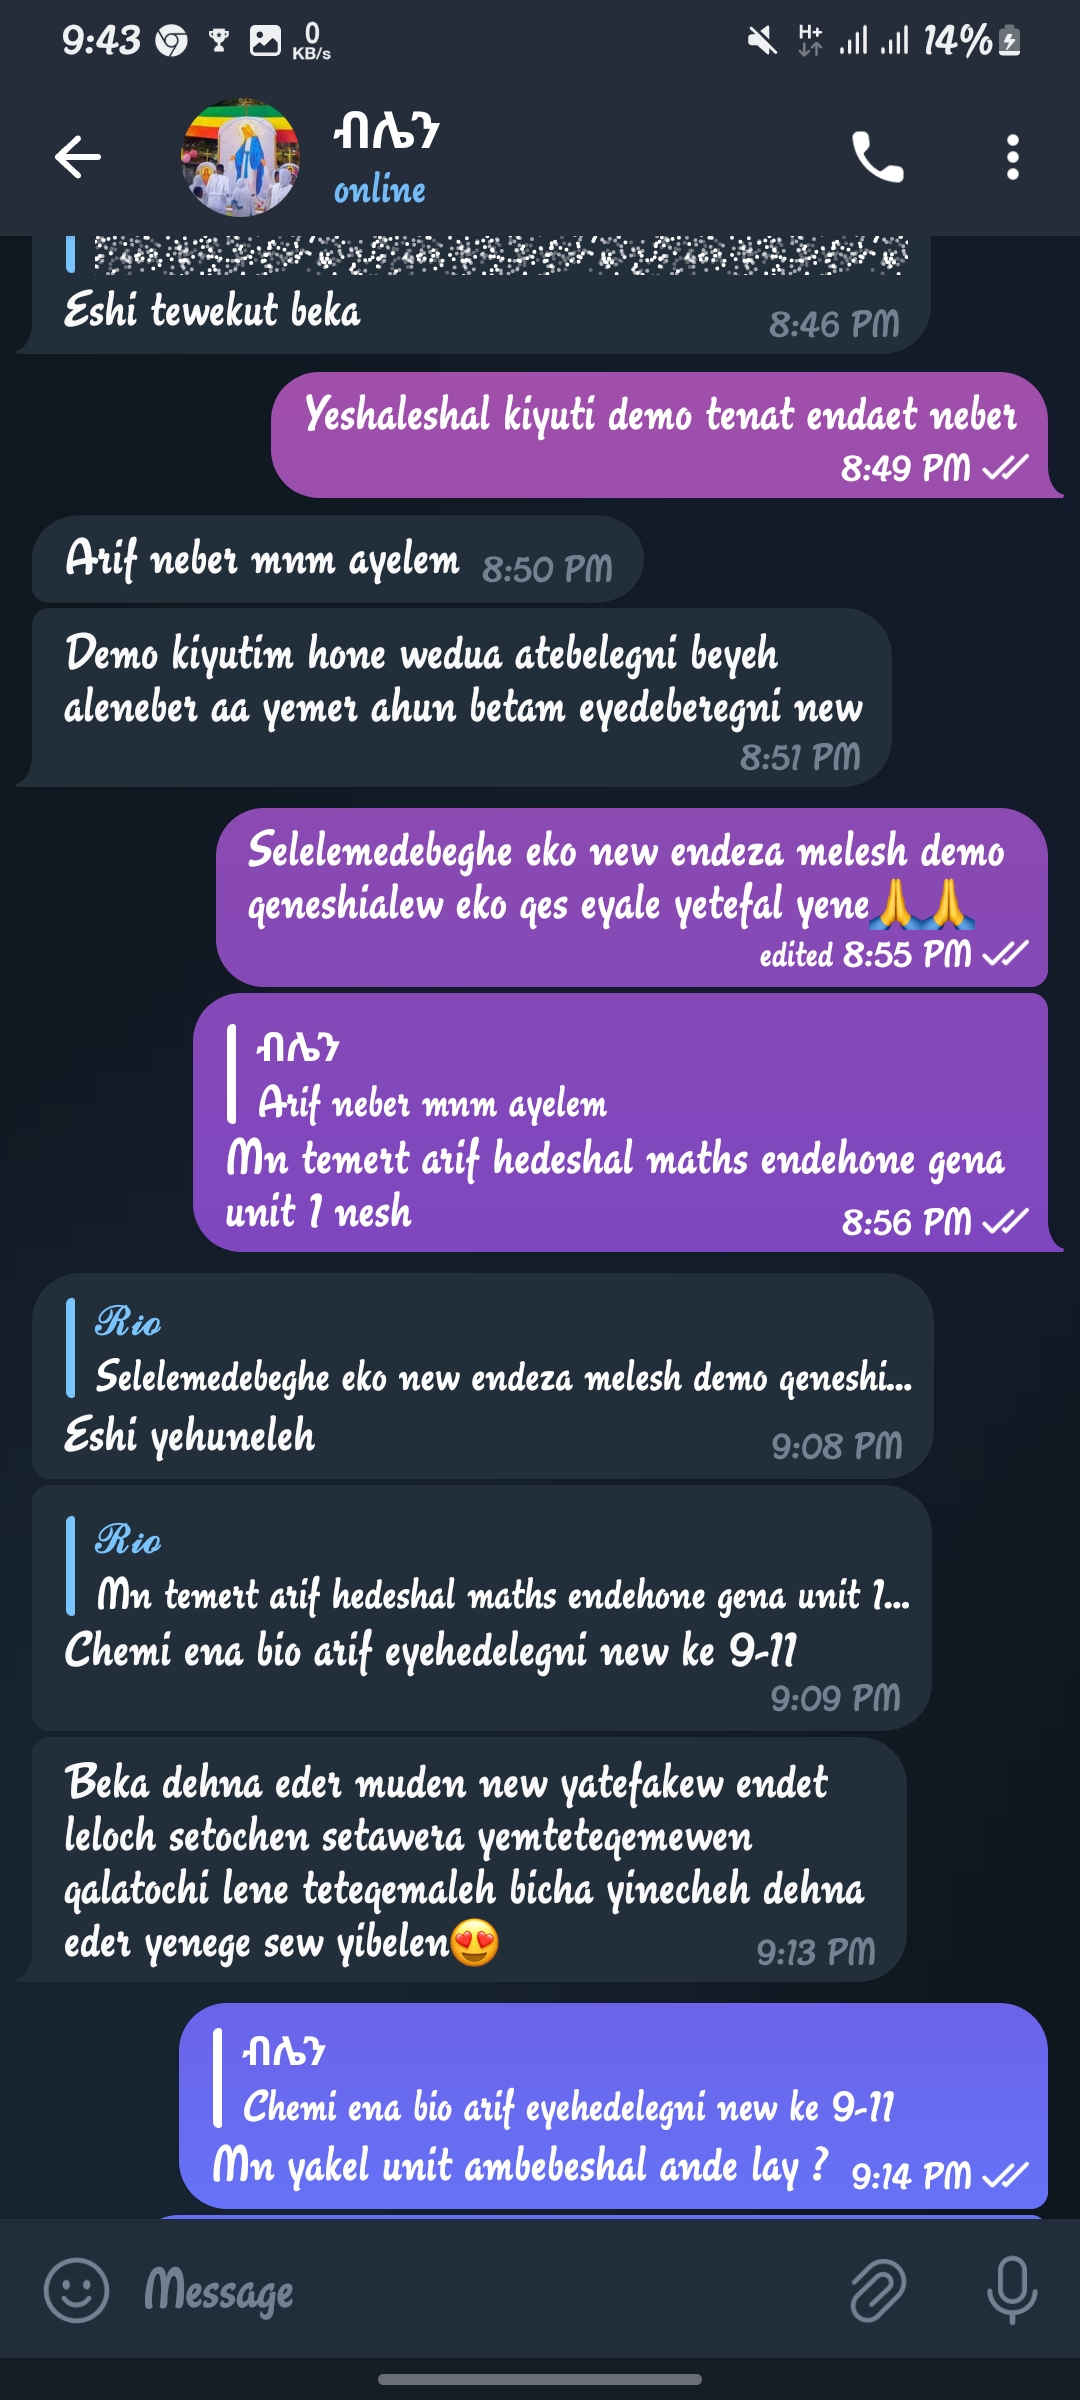 9:43
0
KB/s
H+
14%
ብሌን
online
Eshi tewekut beka
8:46 PM
Yeshaleshal kiyuti demo tenat endaet neber
8:49 PM
Arif neber mnm ayelem 8:50 PM
Demo kiyutim hone wedua atebelegni beyeh
aleneber aa yemer ahun betam eyedeberegni new
8:51 PM
Selelemedebeghe eko new endeza melesh demo
qeneshialew eko qes eyale yetefal yene🙏🙏
edited 8:55 PM
ብሌን
Arif neber mnm ayelem
Mn temert arif hedeshal maths endehone gena
unit 1 nesh
8:56 PM
Rio
Selelemedebeghe eko new endeza melesh demo qeneshi...
Eshi yehuneleh
9:08 PM
Rio
Mn temert arif hedeshal maths endehone gena unit 1...
Chemi ena bio arif eyehedelegni new ke 9-11
9:09 PM
Beka dehna eder muden new yatefakew endet
leloch setochen setawera yemteteqemewen
qalatochi lene teteqemaleh bicha yinecheh dehna
eder yenege sew yibelen😍
9:13 PM
ብሌን
Chemi ena bio arif eyehedelegni new ke 9-11
Mn yakel unit ambebeshal ande lay ? 9:14 PM
Message